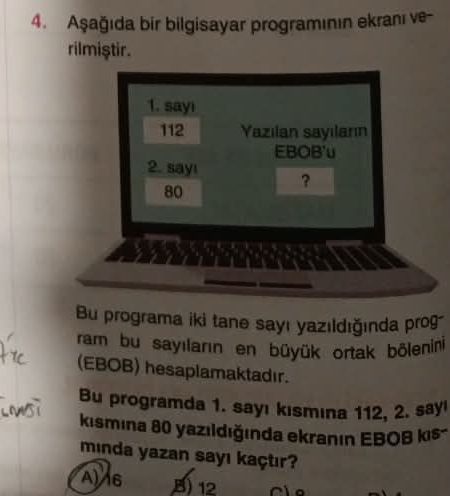 4. Aşağıda bir bilgisayar programının ekranı ve-
rilmiştir.
1. sayı
112
Yazılan sayıların
EBOB'u
2. sayı
?
80
Bu programa iki tane sayı yazıldığında prog-
ram bu sayıların en büyük ortak bölenini
(EBOB) hesaplamaktadır.
Bu programda 1. sayı kısmına 112, 2. sayı
kısmına 80 yazıldığında ekranın EBOB kıs-
mında yazan sayı kaçtır?
A) 16 B) 12 C) 8